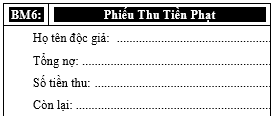 BM6: Phiếu Thu Tiền Phạt
Họ tên độc giả: ............................................
Tổng nợ: ......................................................
Số tiền thu: ..................................................
Còn lại: ........................................................